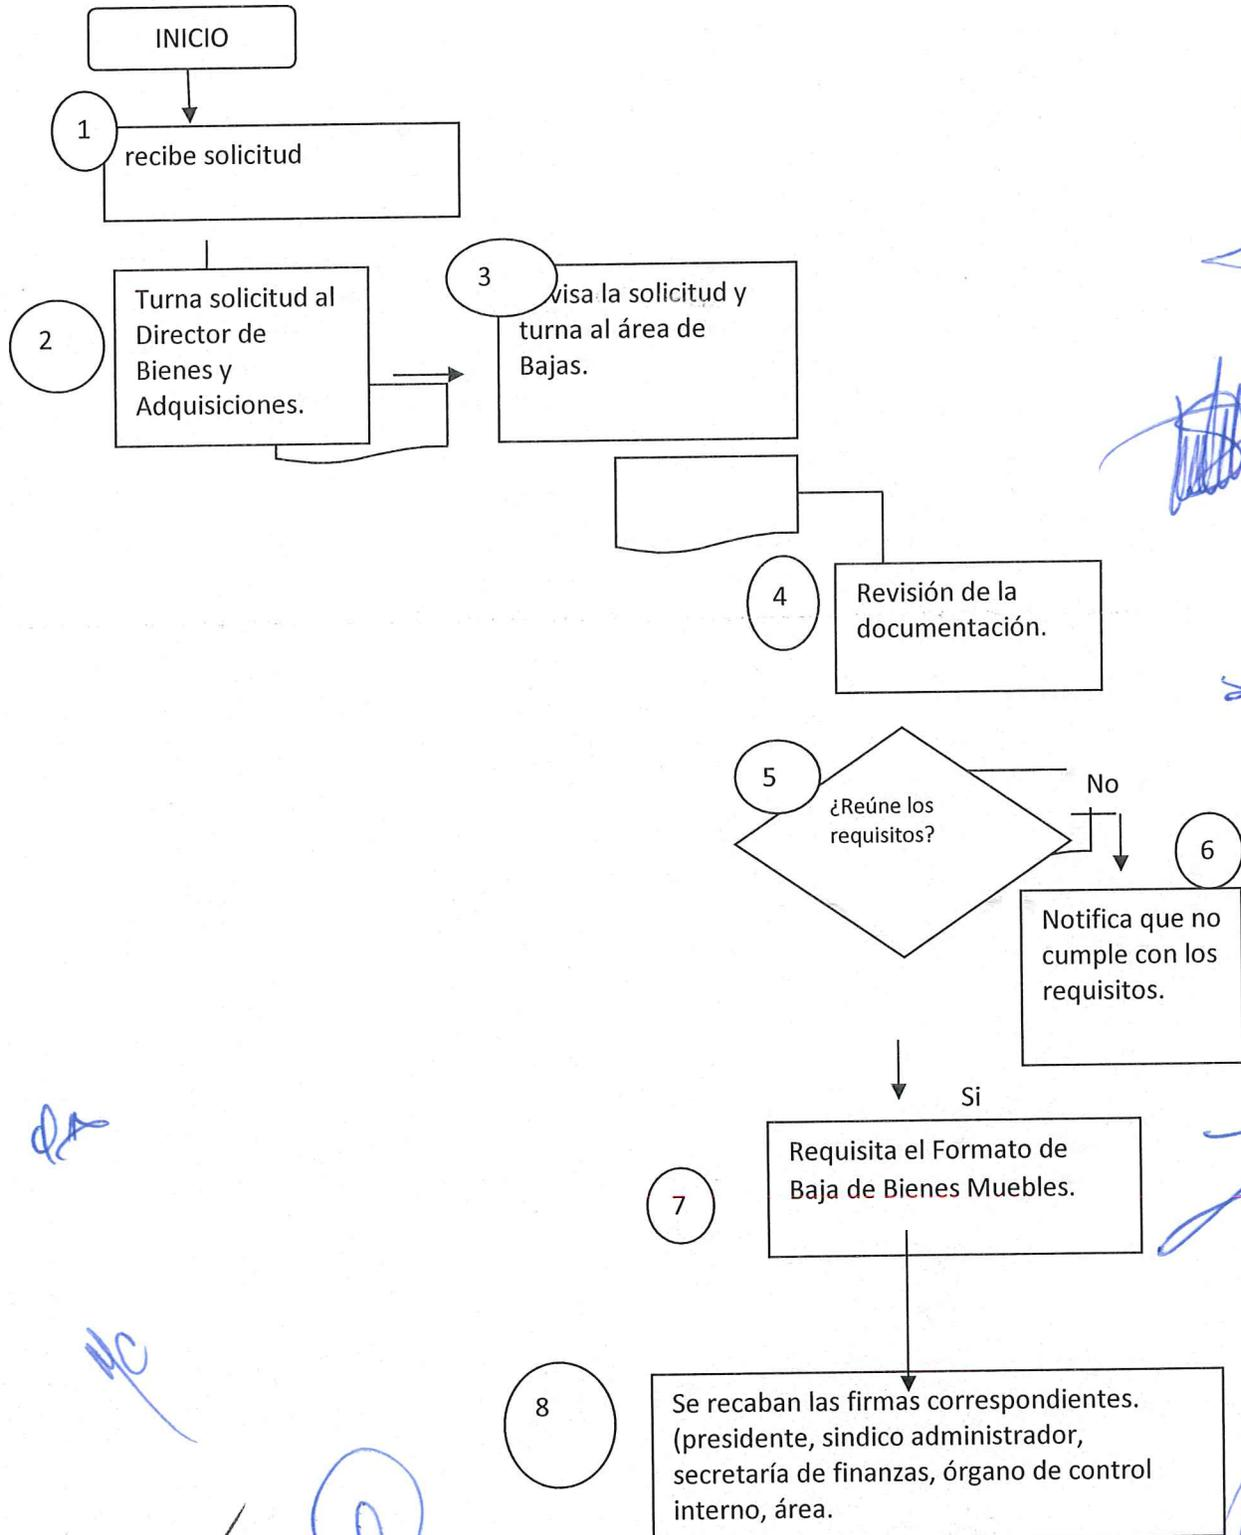 INICIO
1
recibe solicitud
2
Turna solicitud al
Director de
Bienes y
Adquisiciones.
3
visa la solicitud y
turna al área de
Bajas.
4
Revisión de la
documentación.
5
¿Reúne los
requisitos?
No
6
Notifica que no
cumple con los
requisitos.
Si
7
Requisita el Formato de
Baja de Bienes Muebles.
8
Se recaban las firmas correspondientes.
(presidente, sindico administrador,
secretaría de finanzas, órgano de control
interno, área.